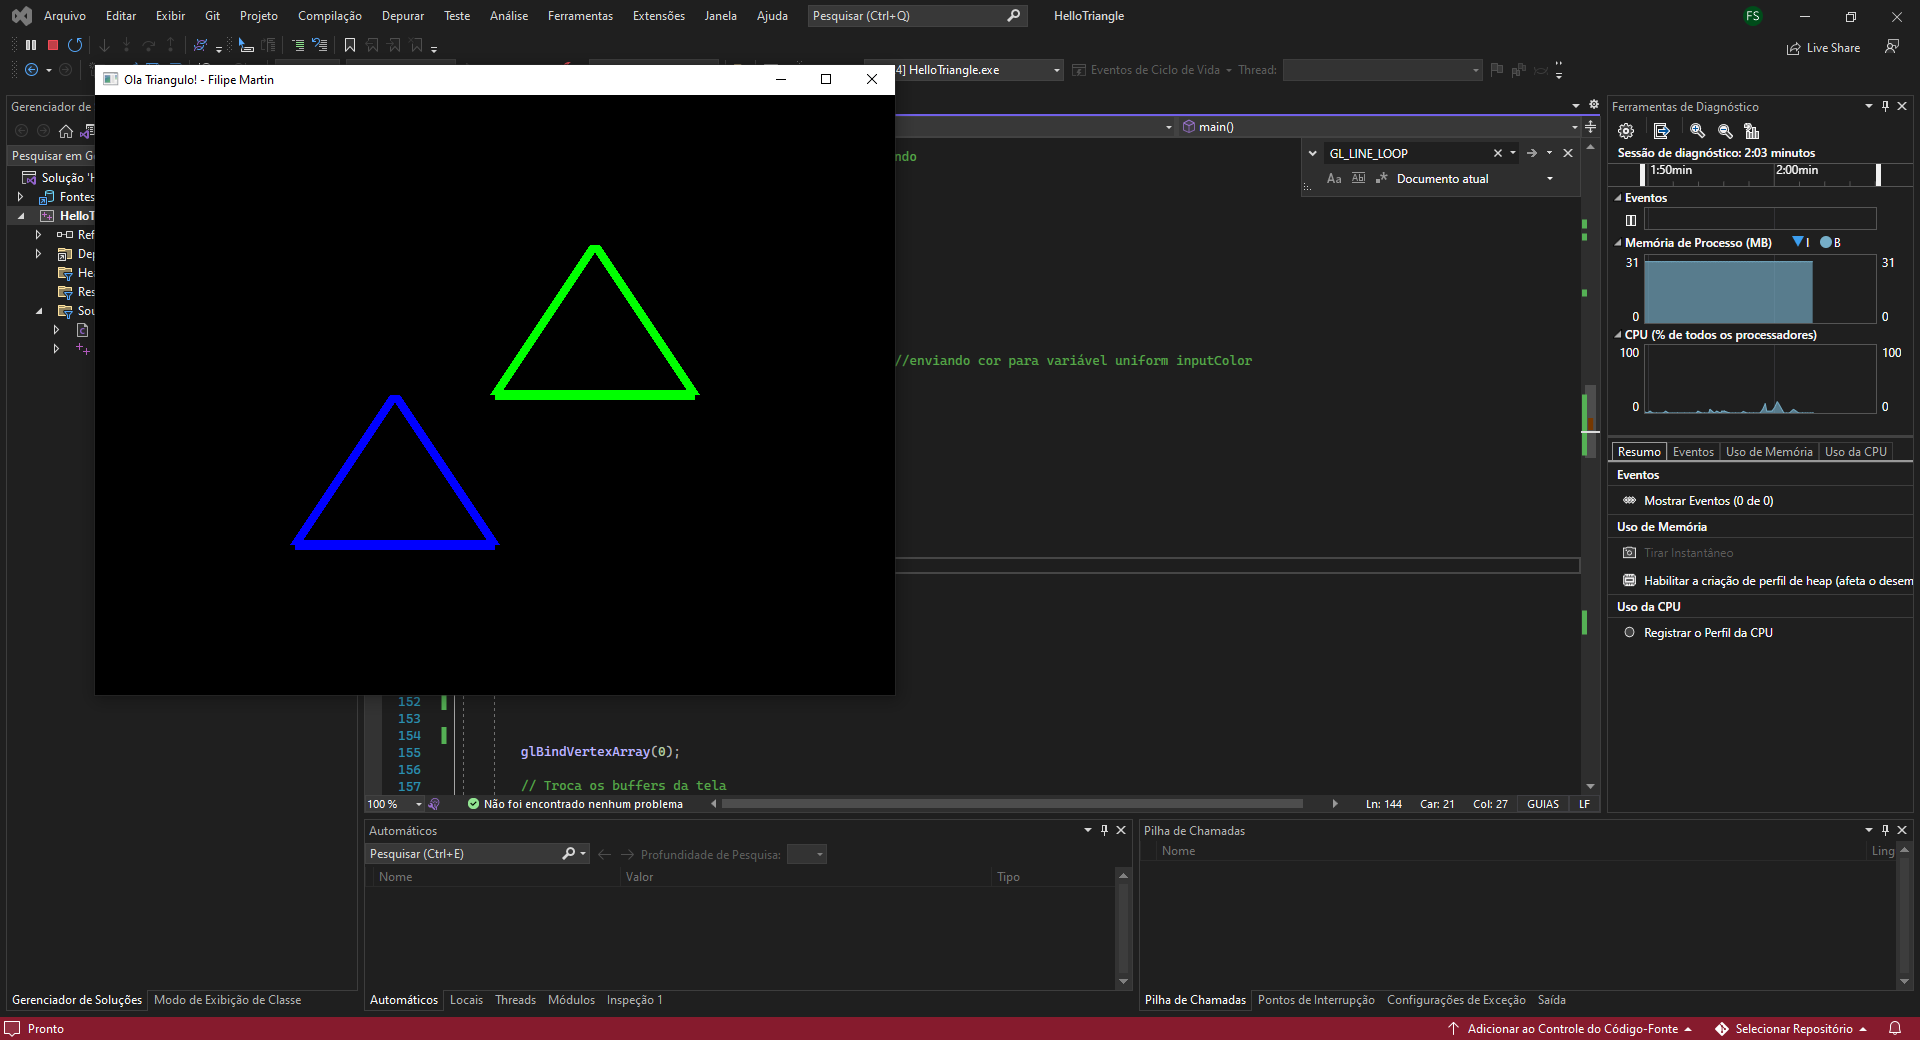 Arquivo Editar Exibir Git Projeto Compilação Depurar Teste Análise Ferramentas Extensões Janela Ajuda Pesquisar (Ctrl+Q) HelloTriangle FS
Live Share
4] HelloTriangle.exe Eventos de Ciclo de Vida Thread:
Ola Triangulo! - Filipe Martin
Gerenciador de
Pesquisar em G
Solução 'H
Fontes
HelloT
Ref
Dep
Hea
Res
Sou
main()
ndo
GL_LINE_LOOP
Aa Ab Documento atual
//enviando cor para variável uniform inputColor
152
153
154
155 glBindVertexArray(0);
156
157 // Troca os buffers da tela
100 % Não foi encontrado nenhum problema Ln: 144 Car: 21 Col: 27 GUIAS LF
Ferramentas de Diagnóstico
Sessão de diagnóstico: 2:03 minutos
1:50min 2:00min
Eventos
Memória de Processo (MB) I B
31 31
0 0
CPU (% de todos os processadores)
100 100
0 0
Resumo Eventos Uso de Memória Uso da CPU
Eventos
Mostrar Eventos (0 de 0)
Uso de Memória
Tirar Instantâneo
Habilitar a criação de perfil de heap (afeta o desem
Uso da CPU
Registrar o Perfil da CPU
Automáticos
Pesquisar (Ctrl+E) Profundidade de Pesquisa:
Nome Valor Tipo
Pilha de Chamadas
Nome Ling
Gerenciador de Soluções Modo de Exibição de Classe
Automáticos Locais Threads Módulos Inspeção 1
Pilha de Chamadas Pontos de Interrupção Configurações de Exceção Saída
Pronto Adicionar ao Controle do Código-Fonte Selecionar Repositório